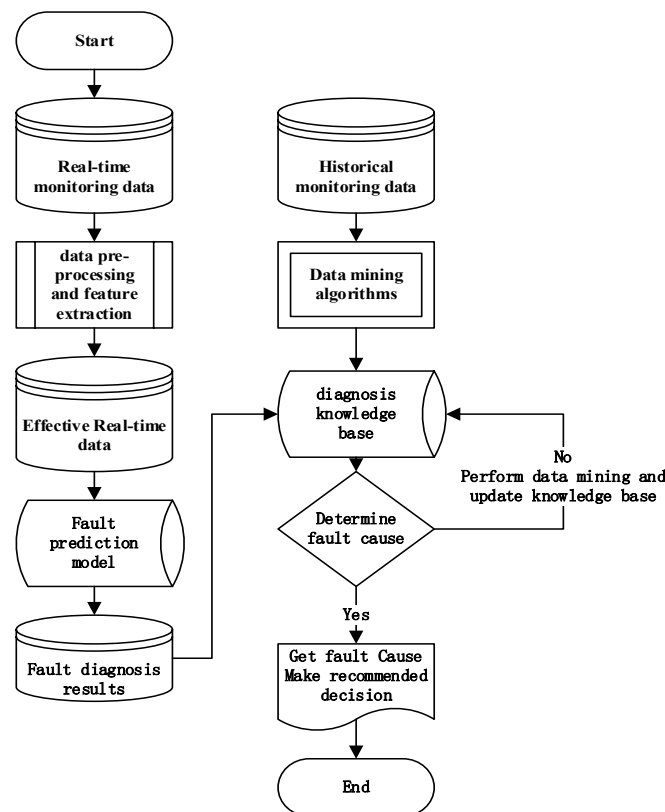 Start
Real-time
monitoring data
data pre-
processing
and feature
extraction
Effective Real-time
data
Fault
prediction
model
Fault diagnosis
results
Historical
monitoring data
Data mining
algorithms
diagnosis
knowledge
base
Determine
fault cause
No
Perform data mining and
update knowledge base
Yes
Get fault Cause
Make recommended
decision
End